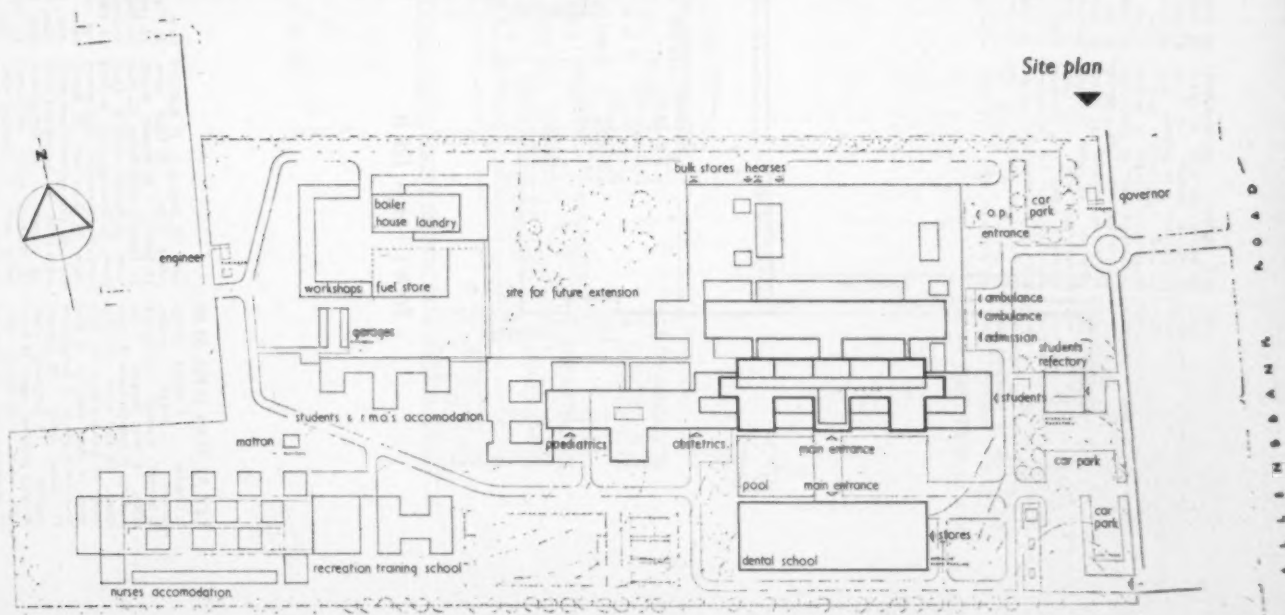 Site plan
N
bulk stores hearses
boiler
house laundry
o.p.
entrance
car
park
governor
engineer
workshops
fuel store
site for future extension
ambulance
ambulance
admission
garages
students
refectory
students & r.m.o's accomodation
students
matron
paediatrics
obstetrics
main entrance
car park
pool
main entrance
car
park
stores
dental school
recreation training school
nurses accomodation
ROAD